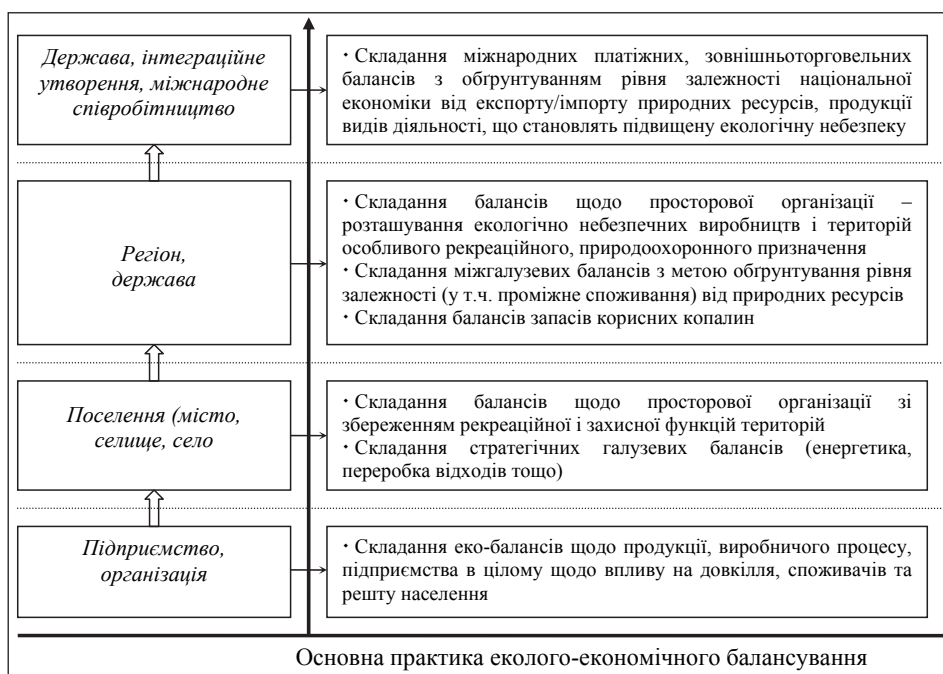 Держава, інтеграційне
утворення, міжнародне
співробітництво
· Складання міжнародних платіжних, зовнішньоторговельних
балансів з обґрунтуванням рівня залежності національної
економіки від експорту/імпорту природних ресурсів, продукції
видів діяльності, що становлять підвищену екологічну небезпеку
Регіон,
держава
· Складання балансів щодо просторової організації –
розташування екологічно небезпечних виробництв і територій
особливого рекреаційного, природоохоронного призначення
· Складання міжгалузевих балансів з метою обґрунтування рівня
залежності (у т.ч. проміжне споживання) від природних ресурсів
· Складання балансів запасів корисних копалин
Поселення (місто,
селище, село
· Складання балансів щодо просторової організації зі
збереженням рекреаційної і захисної функцій територій
· Складання стратегічних галузевих балансів (енергетика,
переробка відходів тощо)
Підприємство,
організація
· Складання еко-балансів щодо продукції, виробничого процесу,
підприємства в цілому щодо впливу на довкілля, споживачів та
решту населення
Основна практика еколого-економічного балансування